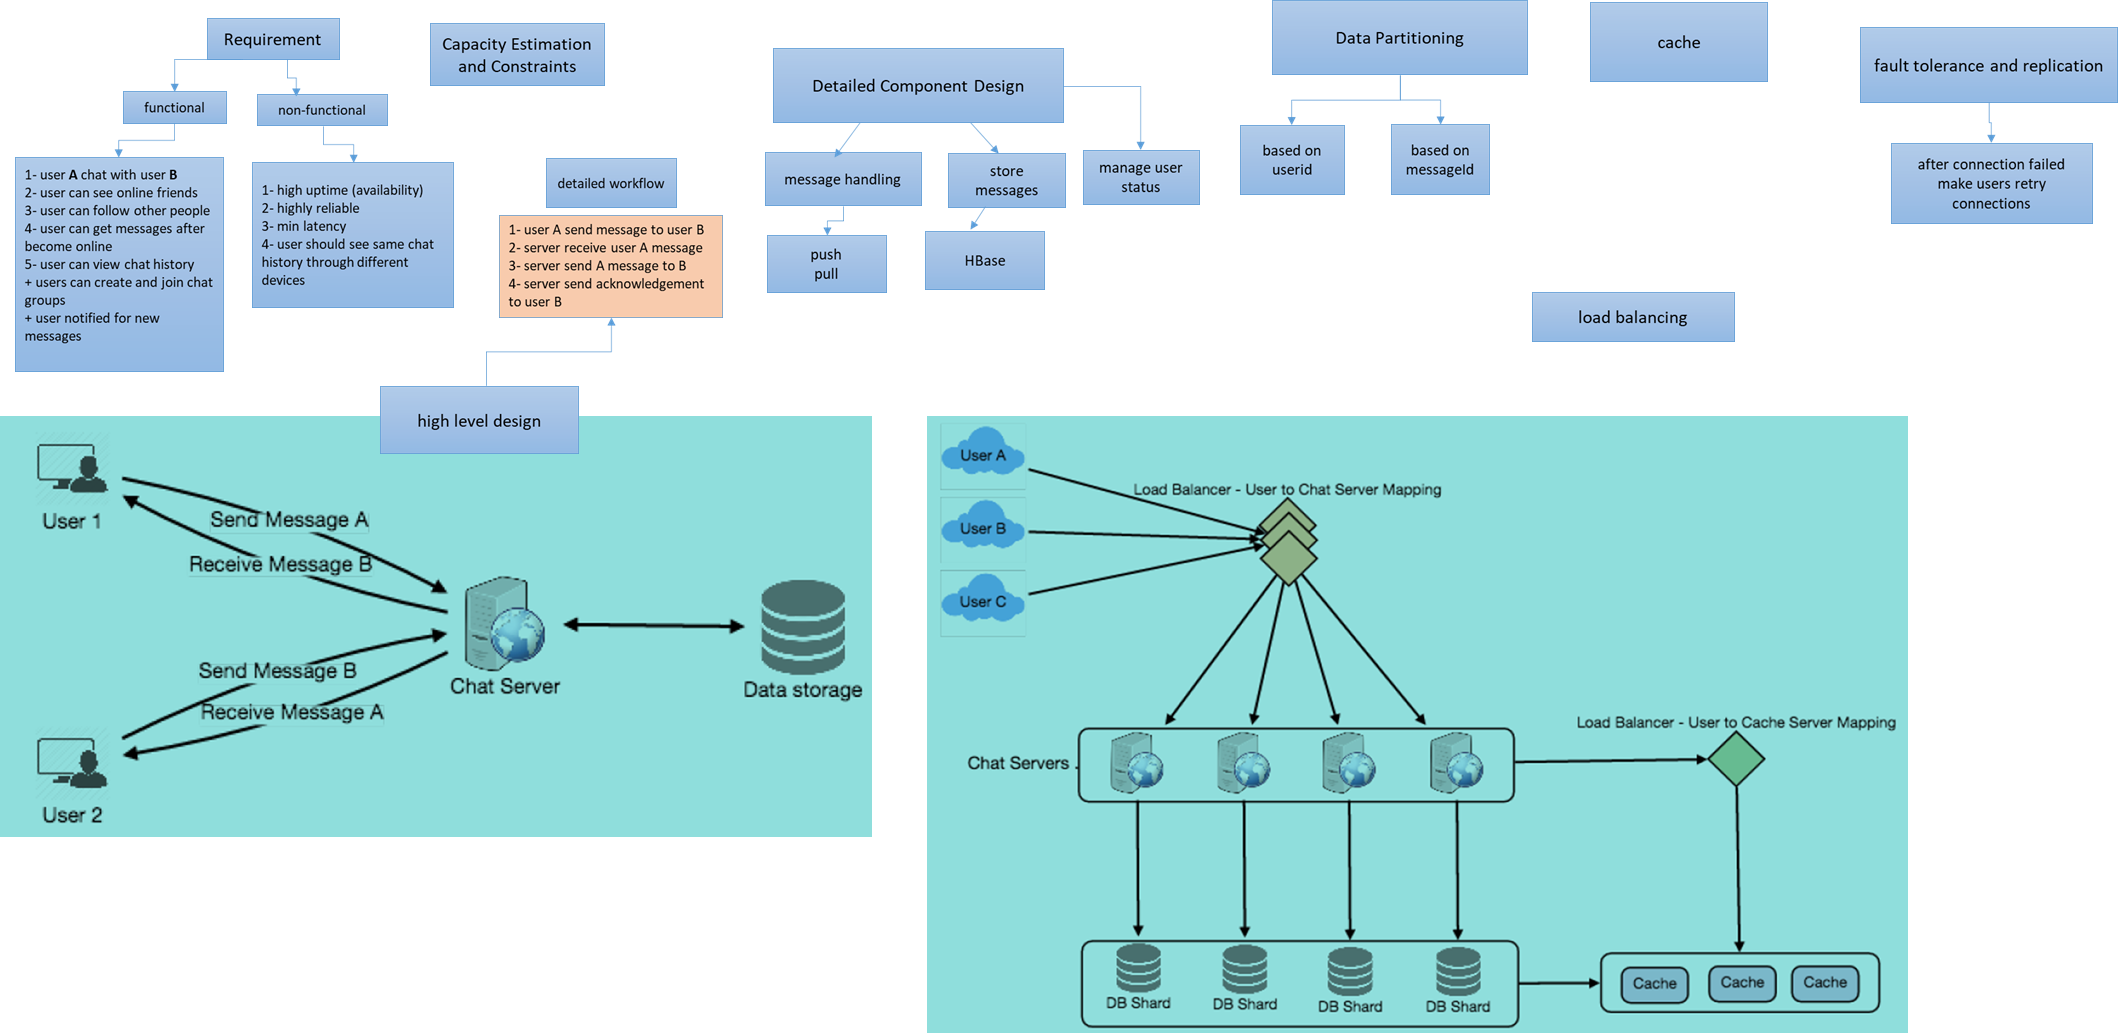 Requirement
functional
non-functional
1- user A chat with user B
2- user can see online friends
3- user can follow other people
4- user can get messages after
become online
5- user can view chat history
+ users can create and join chat
groups
+ user notified for new
messages
1- high uptime (availability)
2- highly reliable
3- min latency
4- user should see same chat
history through different
devices
Capacity Estimation
and Constraints
detailed workflow
1- user A send message to user B
2- server receive user A message
3- server send A message to B
4- server send acknowledgement
to user B
high level design
Detailed Component Design
message handling
store
messages
manage user
status
push
pull
HBase
Data Partitioning
based on
userid
based on
messageId
cache
load balancing
fault tolerance and replication
after connection failed
make users retry
connections
User 1
Send Message A
Receive Message B
Send Message B
Receive Message A
User 2
Chat Server
Data storage
User A
User B
User C
Load Balancer - User to Chat Server Mapping
Chat Servers
Load Balancer - User to Cache Server Mapping
DB Shard
DB Shard
DB Shard
DB Shard
Cache
Cache
Cache